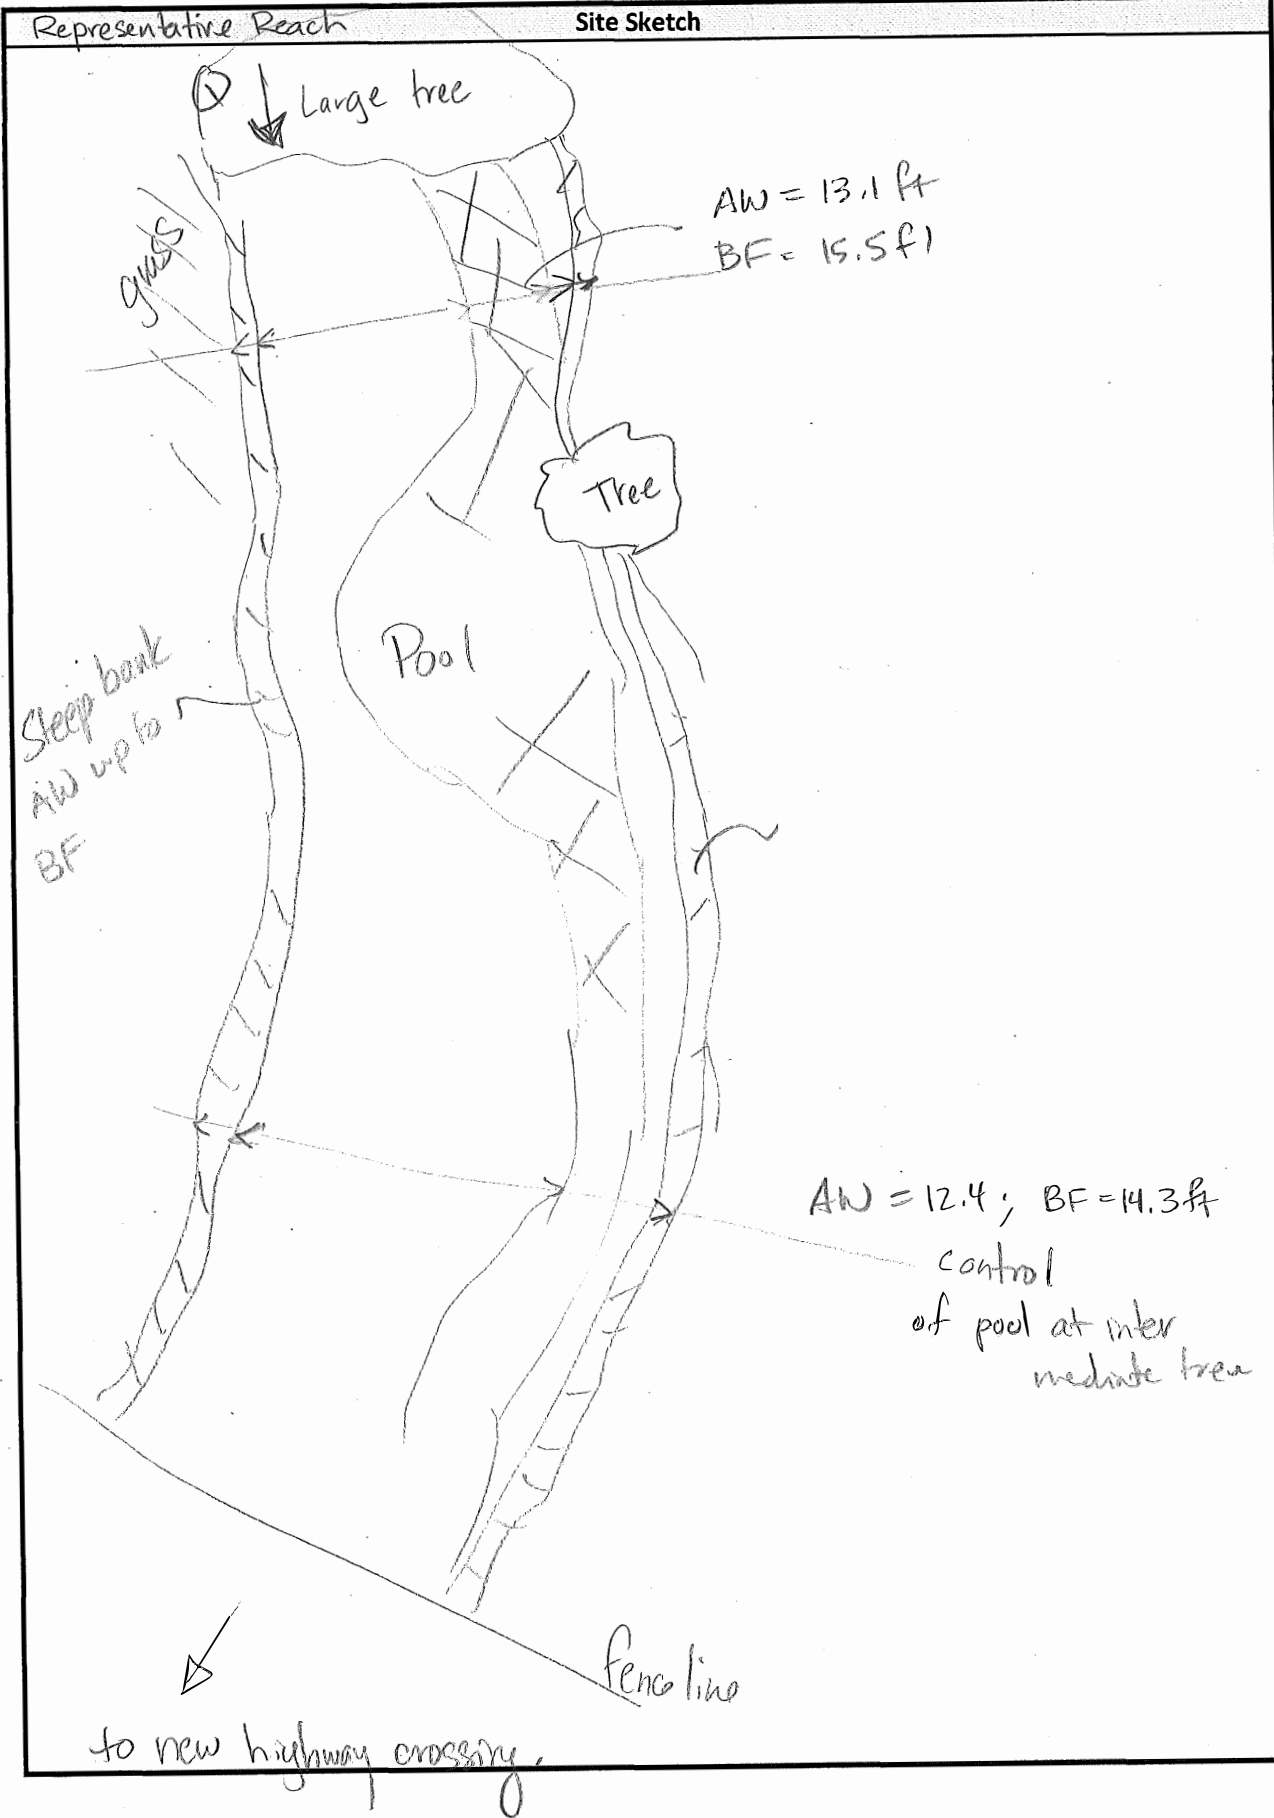 Representative Reach
Site Sketch
Q
Large tree
grass
AW = 13.1 ft
BF = 15.5 ft
Tree
Pool
Steep bank
AW up to
BF
AW = 12.4; BF = 14.3 ft
control
of pool at inter
mediate
fence line
to new highway crossing.